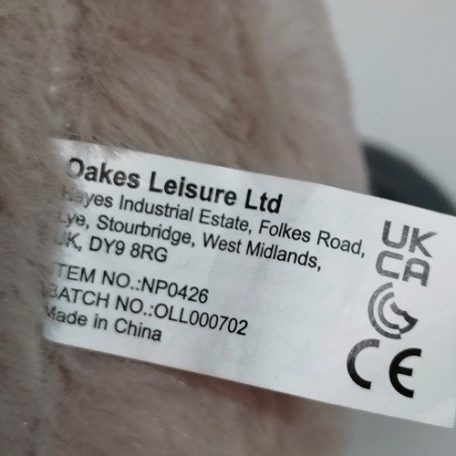 Oakes Leisure Ltd
Hayes Industrial Estate, Folkes Road,
Lye, Stourbridge, West Midlands,
UK, DY9 8RG
ITEM NO.:NP0426
BATCH NO.:OLL000702
Made in China
UK
CA
CE